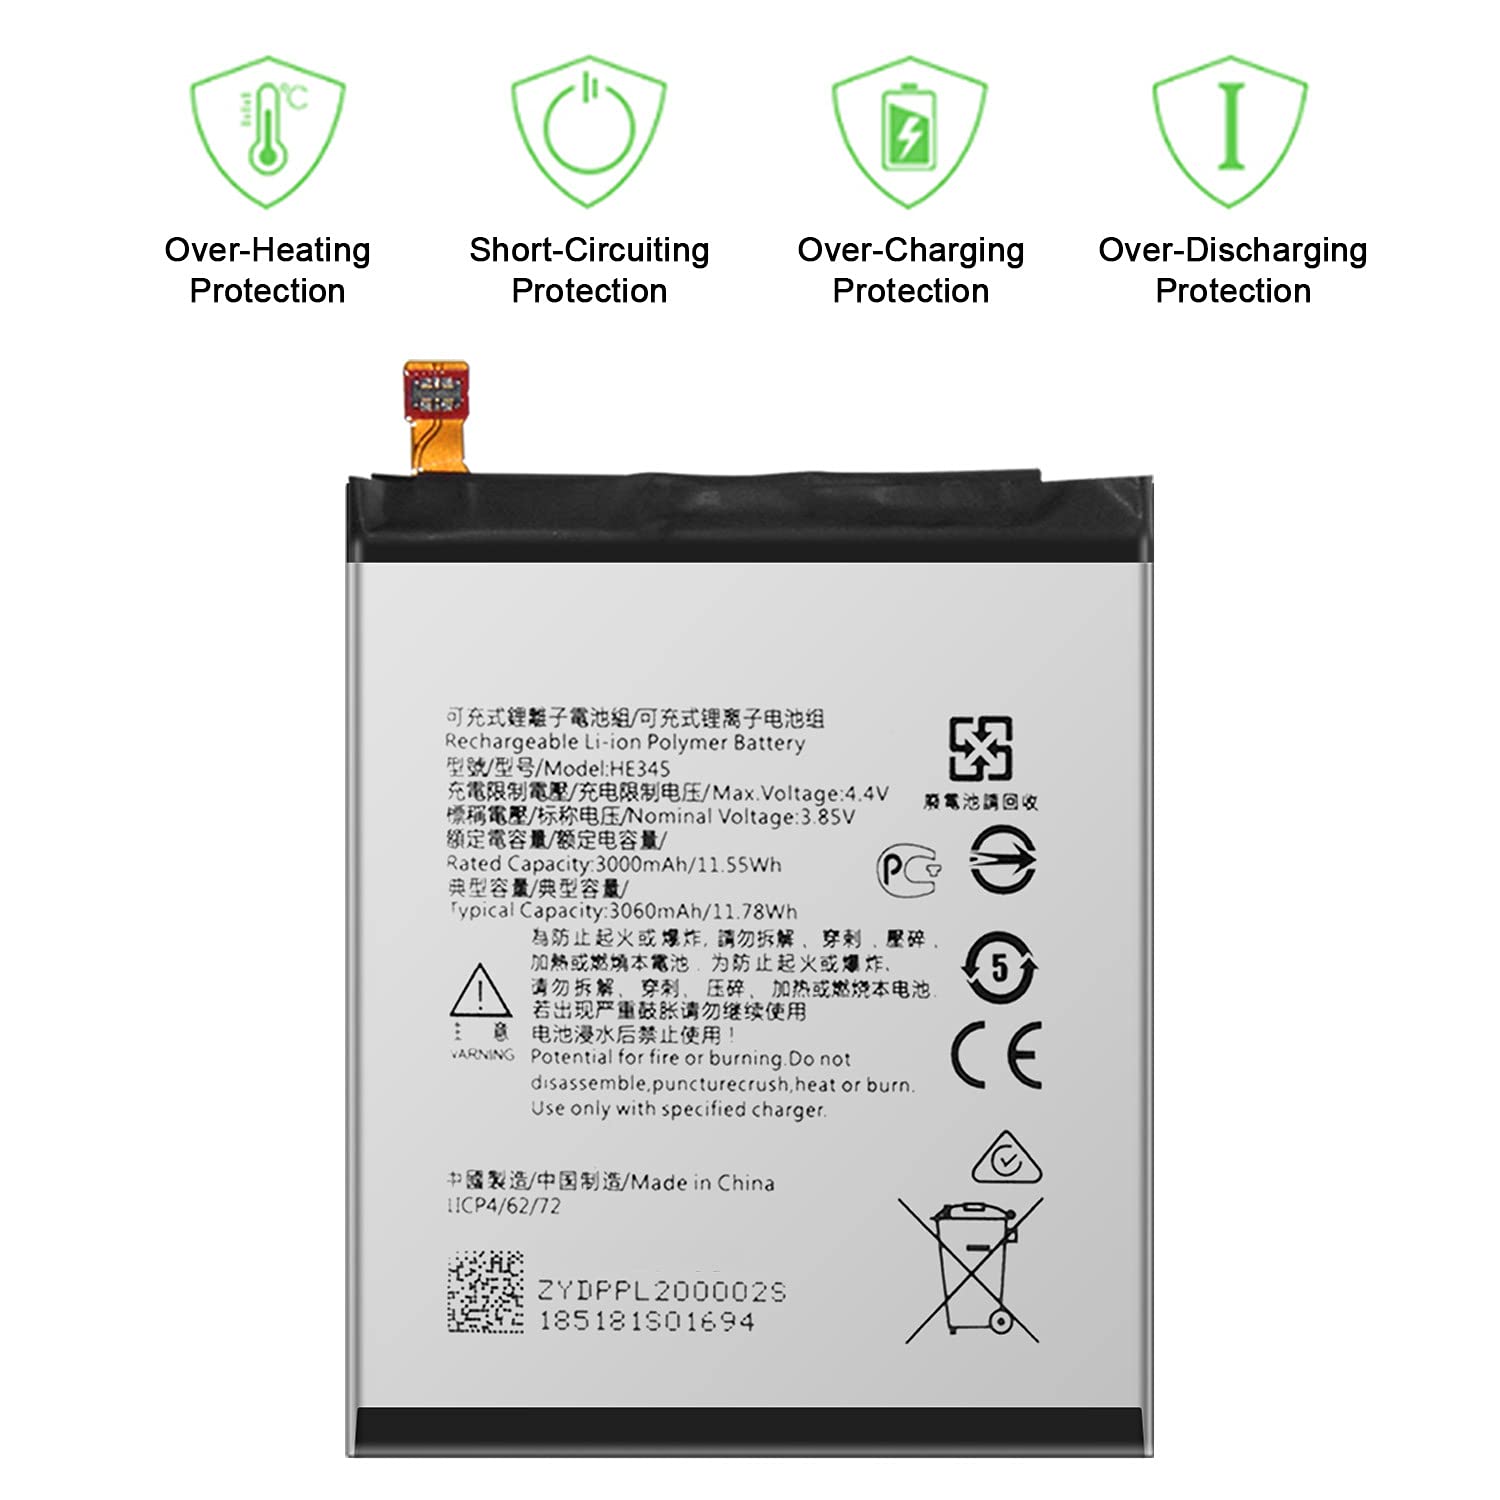 °C
Over-Heating
Protection
Short-Circuiting
Protection
Over-Charging
Protection
Over-Discharging
Protection
可充式鋰離子電池組/可充式锂离子电池组
Rechargeable Li-ion Polymer Battery
型號/型号/Model:HE345
充電限制電壓/充电限制电压/Max.Voltage:4.4V
標稱電壓/标称电压/Nominal Voltage:3.85V
額定電容量/额定电容量/
Rated Capacity:3000mAh/11.55Wh
典型容量/典型容量/
Typical Capacity:3060mAh/11.78Wh
為防止起火或爆炸,請勿拆解、穿刺、壓碎、
加熱或燃燒本電池.为防止起火或爆炸、
请勿拆解、穿刺、压碎、加热或燃烧本电池.
若出现严重鼓胀请勿继续使用
电池浸水后禁止使用!
Potential for fire or burning.Do not
disassemble,puncturecrush,heat or burn.
Use only with specified charger.
注 意
WARNING
廢電池請回收
PC
5
CE
中國製造/中国制造/Made in China
1ICP4/62/72
ZYDPPL200002S
185181S01694